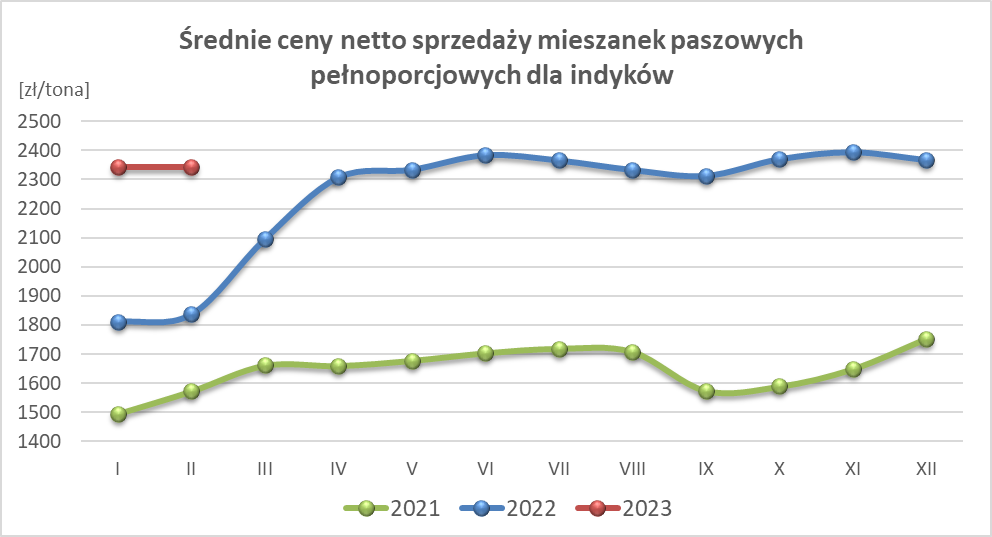 Średnie ceny netto sprzedaży mieszanek paszowych
pełnoporcjowych dla indyków
[zł/tona]
2500
2400
2300
2200
2100
2000
1900
1800
1700
1600
1500
1400
I II III IV V VI VII VIII IX X XI XII
2021 2022 2023